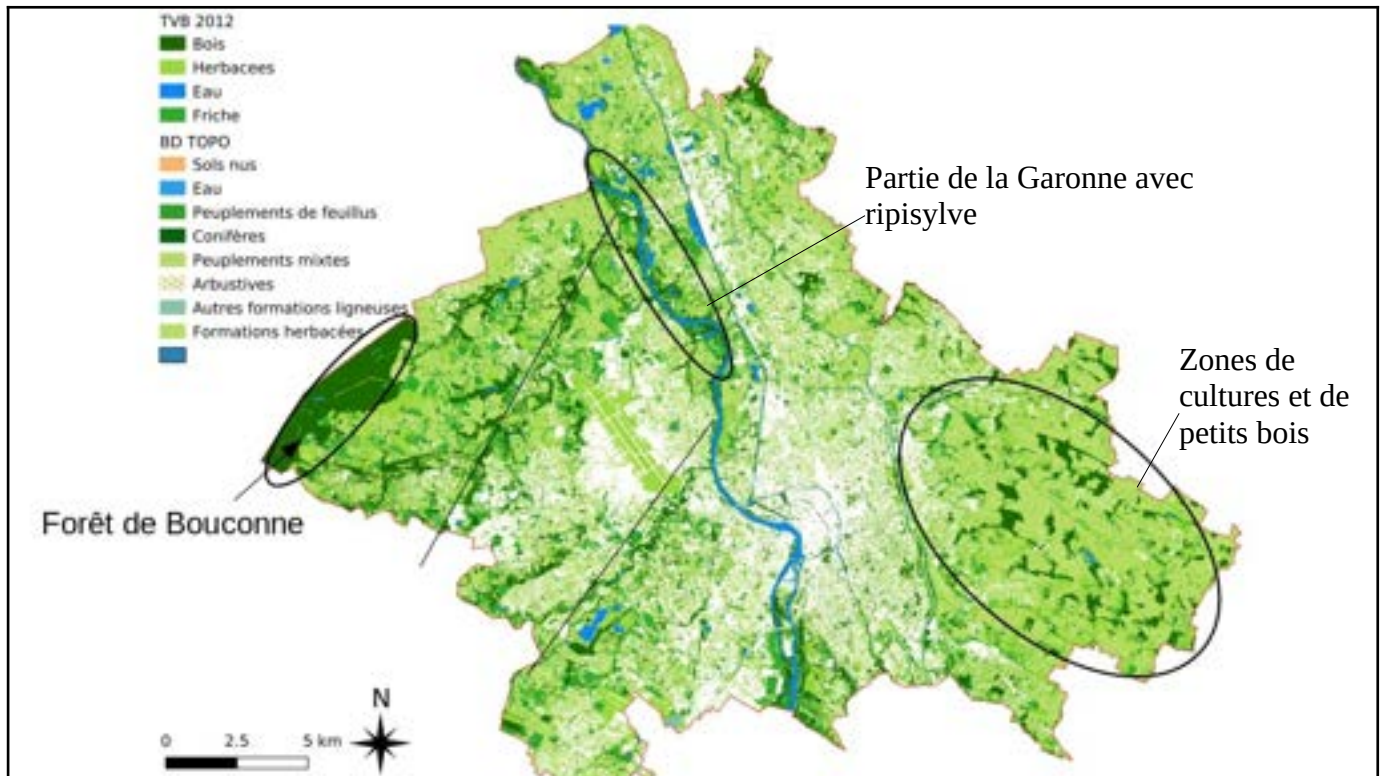 TVB 2012
Bois
Herbacees
Eau
Friche
BD TOPO
Sols nus
Eau
Peuplements de feuillus
Conifères
Peuplements mixtes
Arbustives
Autres formations ligneuses
Formations herbacées
Partie de la Garonne avec
ripisylve
Zones de
cultures et de
petits bois
Forêt de Bouconne
N
0 2.5 5 km